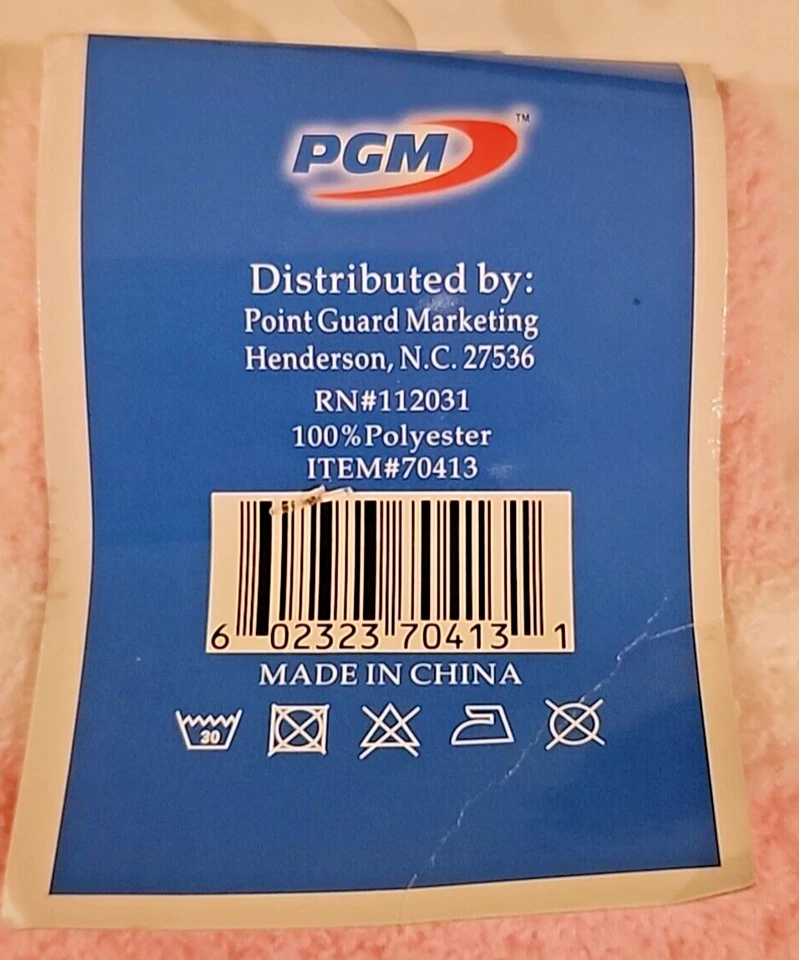 PGM™
Distributed by:
Point Guard Marketing
Henderson, N.C. 27536
RN#112031
100%Polyester
ITEM#70413
6 02323 70413 1
MADE IN CHINA
30